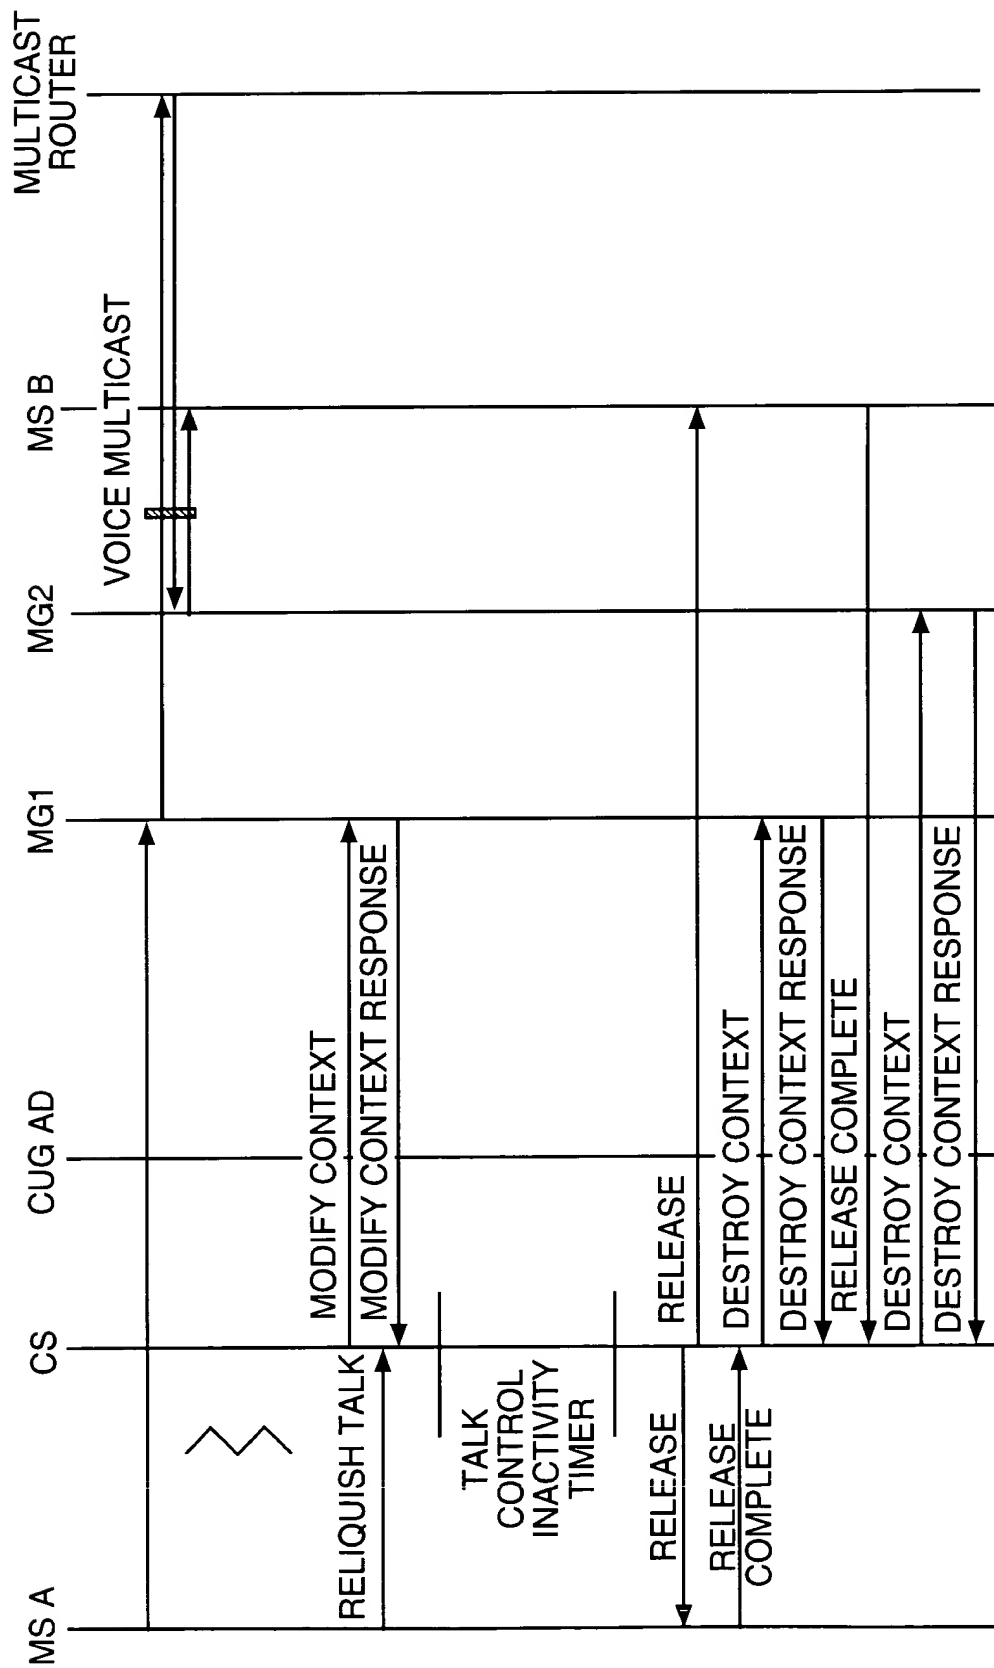 MS A
CS
CUG AD
MG1
MG2
MS B
MULTICAST
ROUTER
VOICE MULTICAST
MODIFY CONTEXT
RELIQUISH TALK
MODIFY CONTEXT RESPONSE
TALK
CONTROL
INACTIVITY
TIMER
RELEASE
RELEASE
RELEASE
COMPLETE
DESTROY CONTEXT
DESTROY CONTEXT RESPONSE
RELEASE COMPLETE
DESTROY CONTEXT
DESTROY CONTEXT RESPONSE